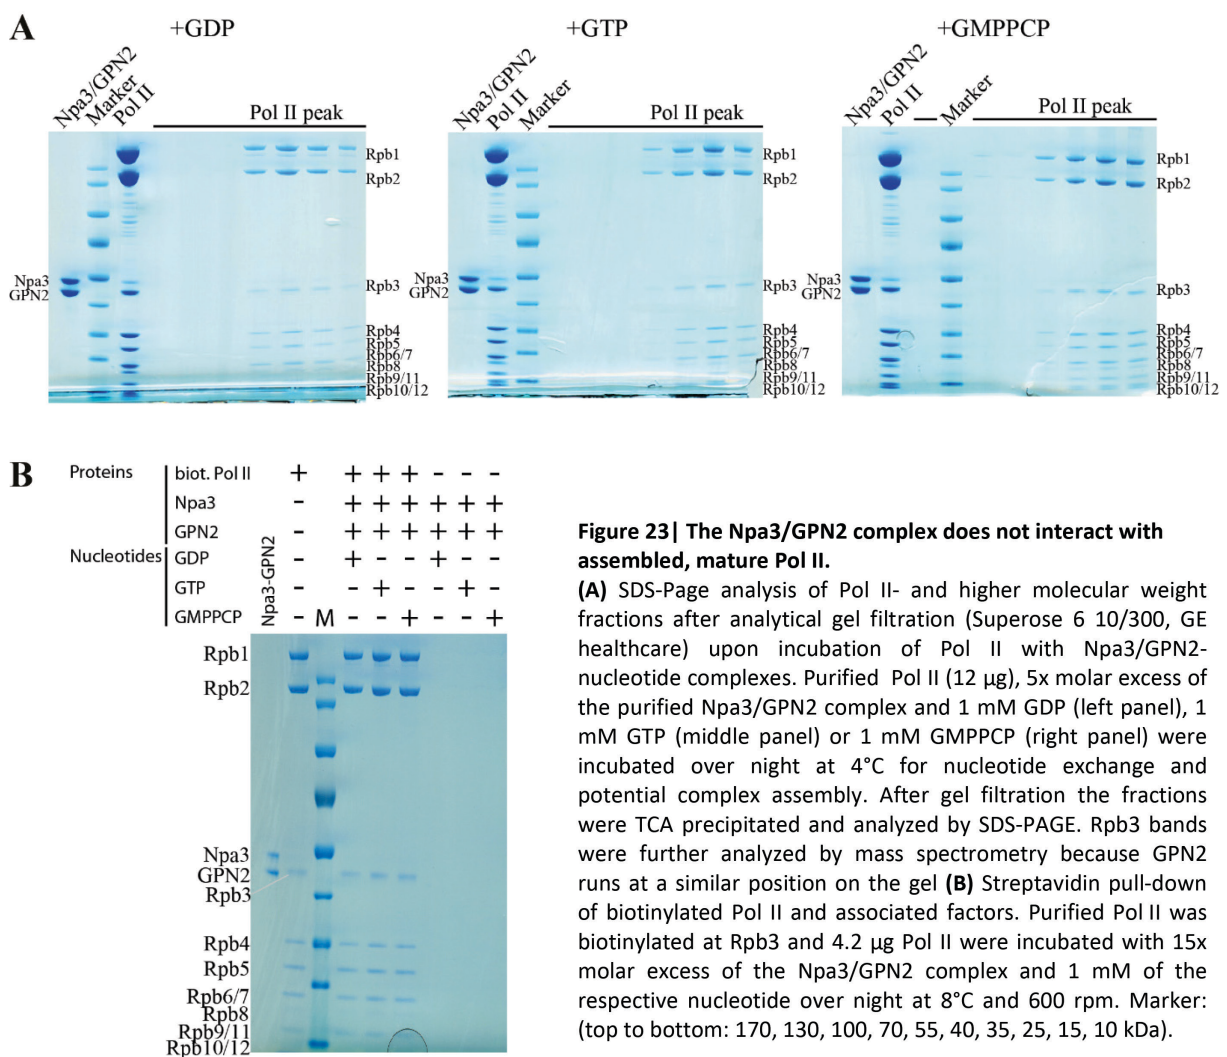 A
+GDP
+GTP
+GMPPCP
Npa3/GPN2
Marker
Pol II
Pol II peak
Npa3/GPN2
Pol II
Marker
Pol II peak
Npa3/GPN2
Pol II
Marker
Pol II peak
Rpb1
Rpb2
Npa3
GPN2
Rpb3
Rpb4
Rpb5
Rbb6/7
Rpb8
Rpb9/11
Rpb10/12
Rpb1
Rpb2
Npa3
GPN2
Rpb3
Rpb4
Rpb5
Rpb6/7
Rpb8
Rpb9/11
Rpb10/12
Rpb1
Rpb2
Npa3
GPN2
Rpb3
Rpb4
Rpb5
Rpb6/7
Rpb8
Rpb9/11
Rpb10/12
B
Proteins biot. Pol II + + + + - - -
Npa3 - + + + + + +
GPN2 - + + + + + +
Nucleotides GDP - + - - + - -
GTP - - + - - + -
GMPPCP - M - - + - - +
Npa3-GPN2
Rpb1
Rpb2
Npa3
GPN2
Rpb3
Rpb4
Rpb5
Rpb6/7
Rpb8
Rpb9/11
Rpb10/12
Figure 23| The Npa3/GPN2 complex does not interact with
assembled, mature Pol II.
(A) SDS-Page analysis of Pol II- and higher molecular weight
fractions after analytical gel filtration (Superose 6 10/300, GE
healthcare) upon incubation of Pol II with Npa3/GPN2-
nucleotide complexes. Purified Pol II (12 µg), 5x molar excess of
the purified Npa3/GPN2 complex and 1 mM GDP (left panel), 1
mM GTP (middle panel) or 1 mM GMPPCP (right panel) were
incubated over night at 4°C for nucleotide exchange and
potential complex assembly. After gel filtration the fractions
were TCA precipitated and analyzed by SDS-PAGE. Rpb3 bands
were further analyzed by mass spectrometry because GPN2
runs at a similar position on the gel (B) Streptavidin pull-down
of biotinylated Pol II and associated factors. Purified Pol II was
biotinylated at Rpb3 and 4.2 µg Pol II were incubated with 15x
molar excess of the Npa3/GPN2 complex and 1 mM of the
respective nucleotide over night at 8°C and 600 rpm. Marker:
(top to bottom: 170, 130, 100, 70, 55, 40, 35, 25, 15, 10 kDa).